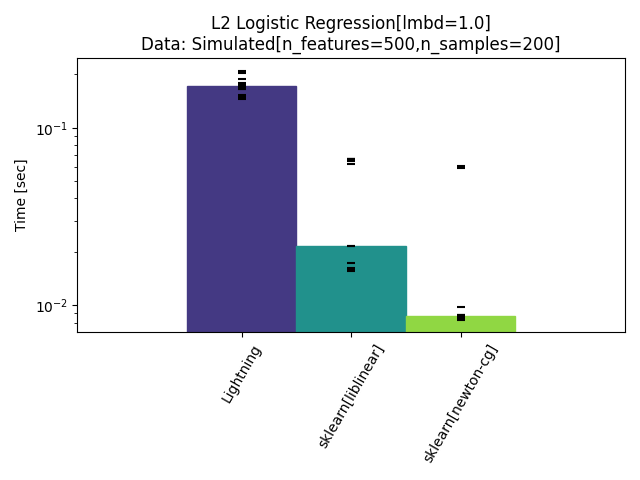 L2 Logistic Regression[lmbd=1.0]
Data: Simulated[n_features=500,n_samples=200]
Time [sec]
10⁻¹
10⁻²
Lightning
sklearn[liblinear]
sklearn[newton-cg]